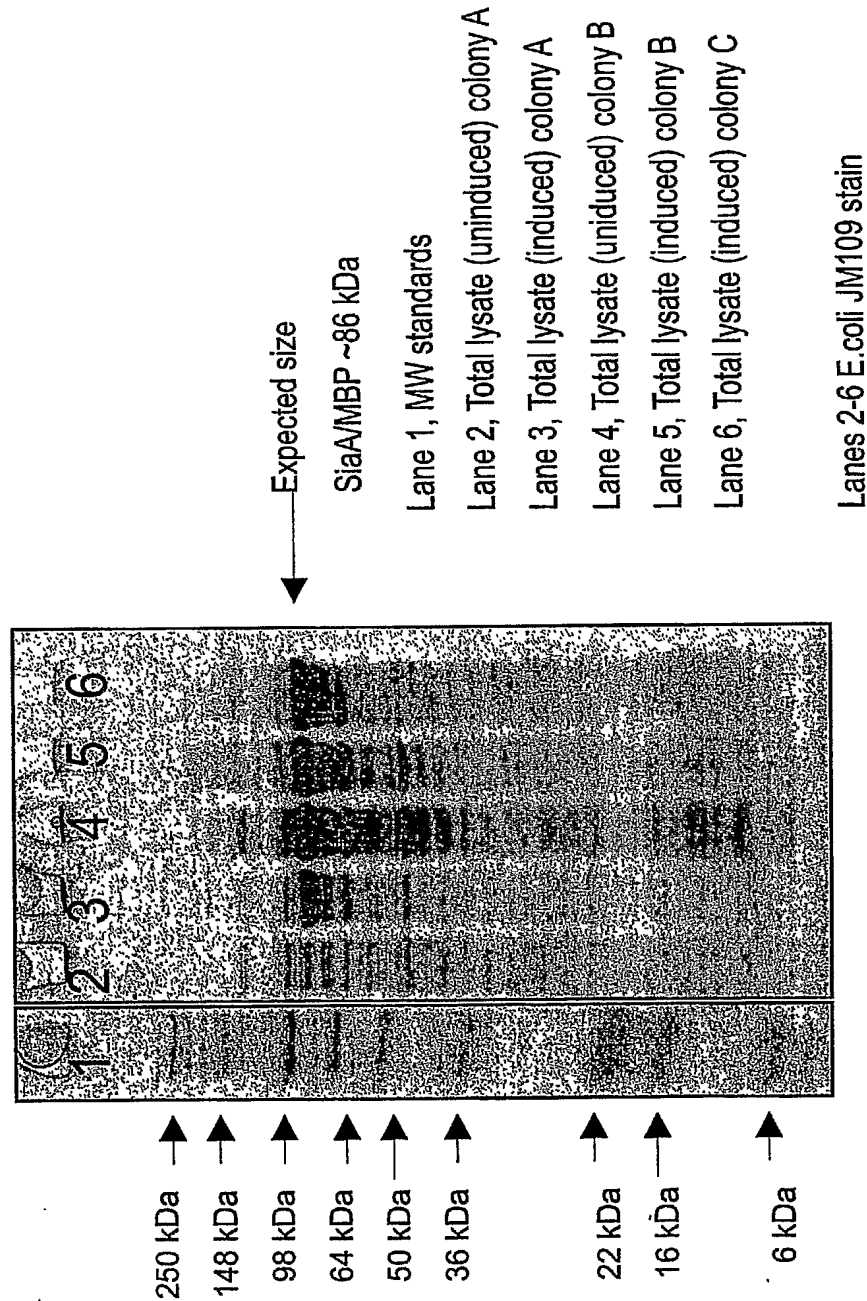 250 kDa
148 kDa
98 kDa
64 kDa
50 kDa
36 kDa
22 kDa
16 kDa
6 kDa
1 2 3 4 5 6
Expected size
SiaA/MBP ~86 kDa
Lane 1, MW standards
Lane 2, Total lysate (uninduced) colony A
Lane 3, Total lysate (induced) colony A
Lane 4, Total lysate (uniduced) colony B
Lane 5, Total lysate (induced) colony B
Lane 6, Total lysate (induced) colony C
Lanes 2-6 E.coli JM109 stain